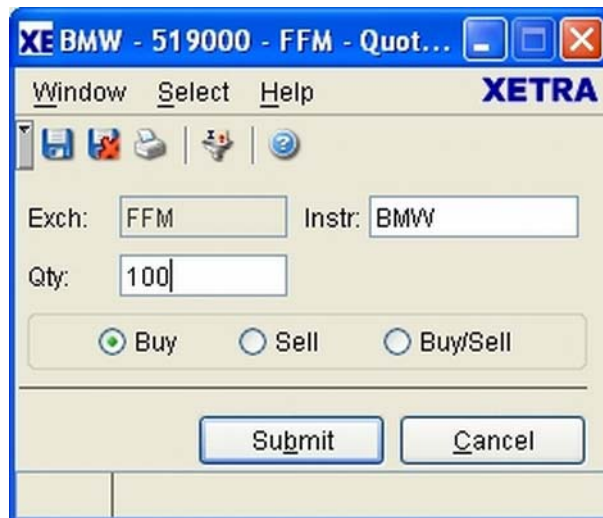 XE BMW - 519000 - FFM - Quot...
Window Select Help XETRA
Exch: FFM Instr: BMW
Qty: 100
Buy Sell Buy/Sell
Submit Cancel